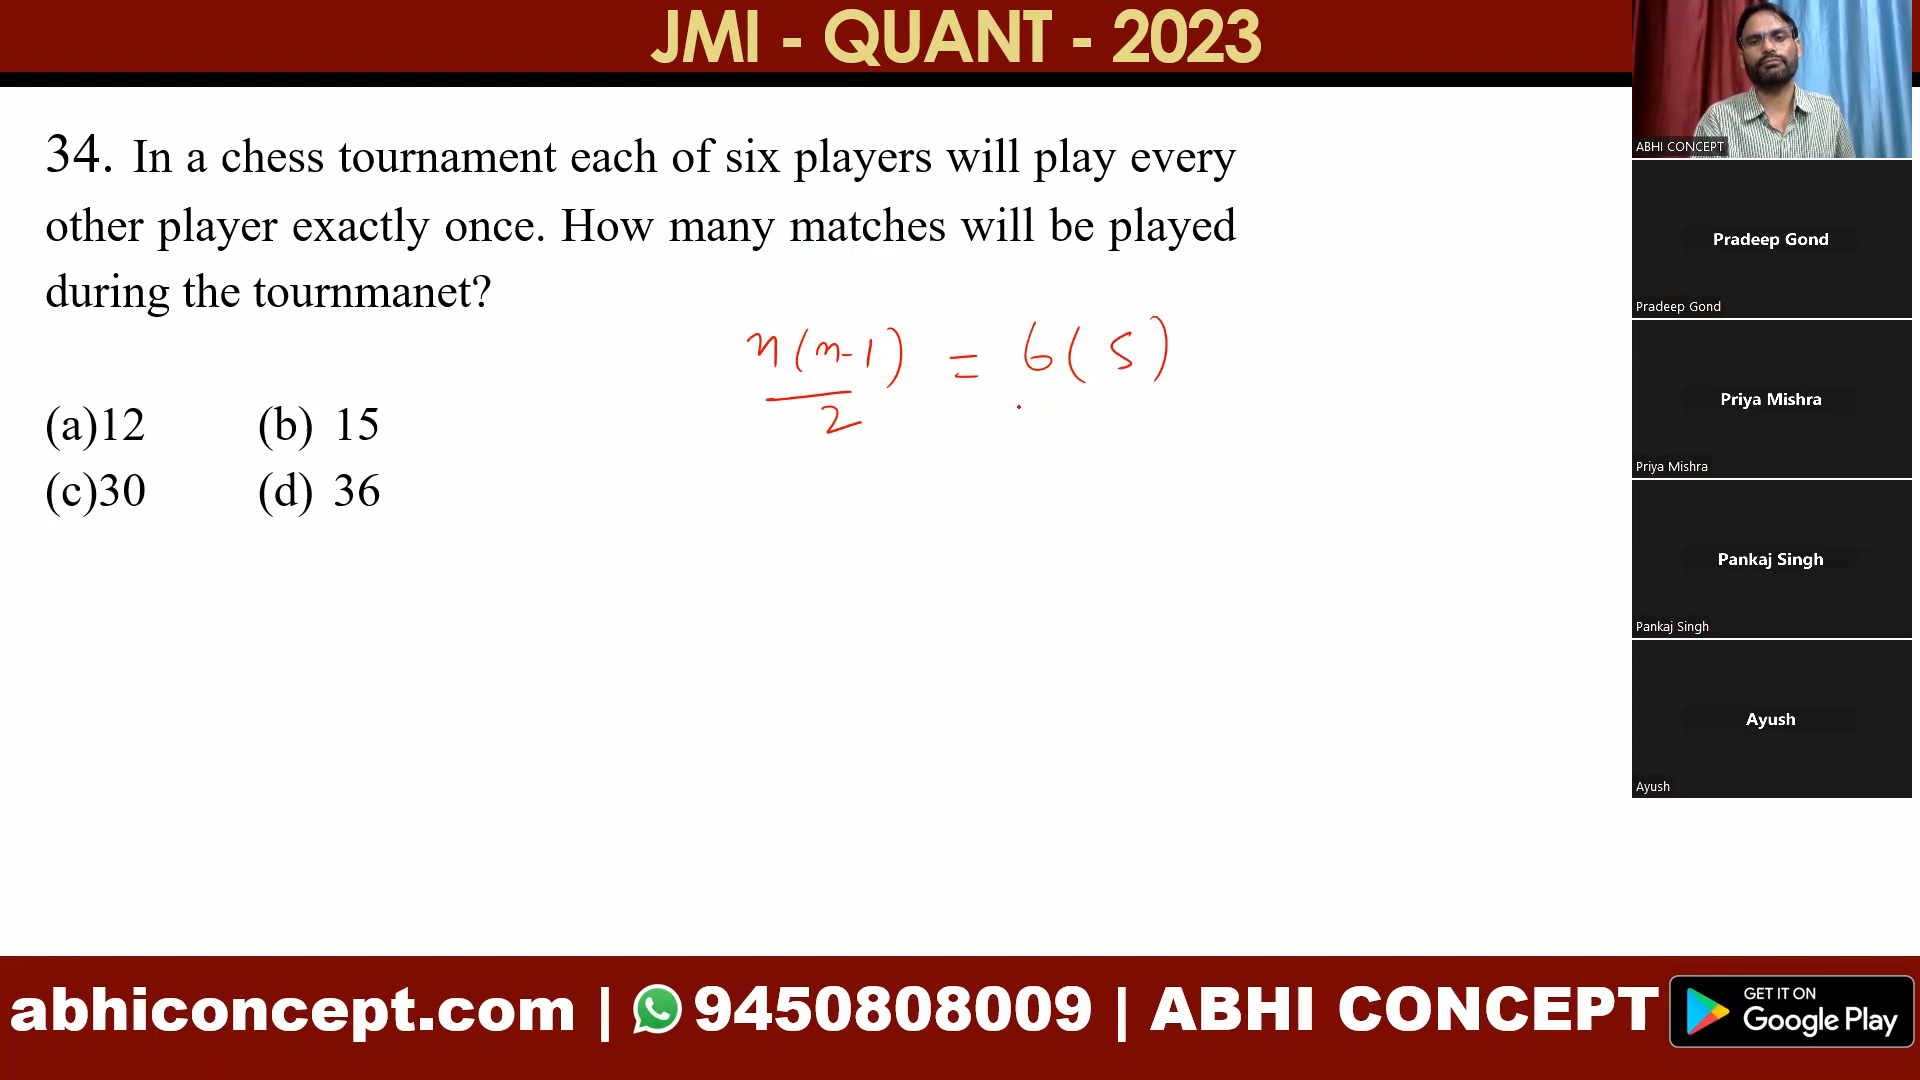 JMI - QUANT - 2023
34. In a chess tournament each of six players will play every
other player exactly once. How many matches will be played
during the tournmanet?
n(n-1)/2 = 6(5)
(a)12 (b) 15
(c)30 (d) 36
ABHI CONCEPT
Pradeep Gond
Pradeep Gond
Priya Mishra
Priya Mishra
Pankaj Singh
Pankaj Singh
Ayush
Ayush
abhiconcept.com | 9450808009 | ABHI CONCEPT
GET IT ON
Google Play